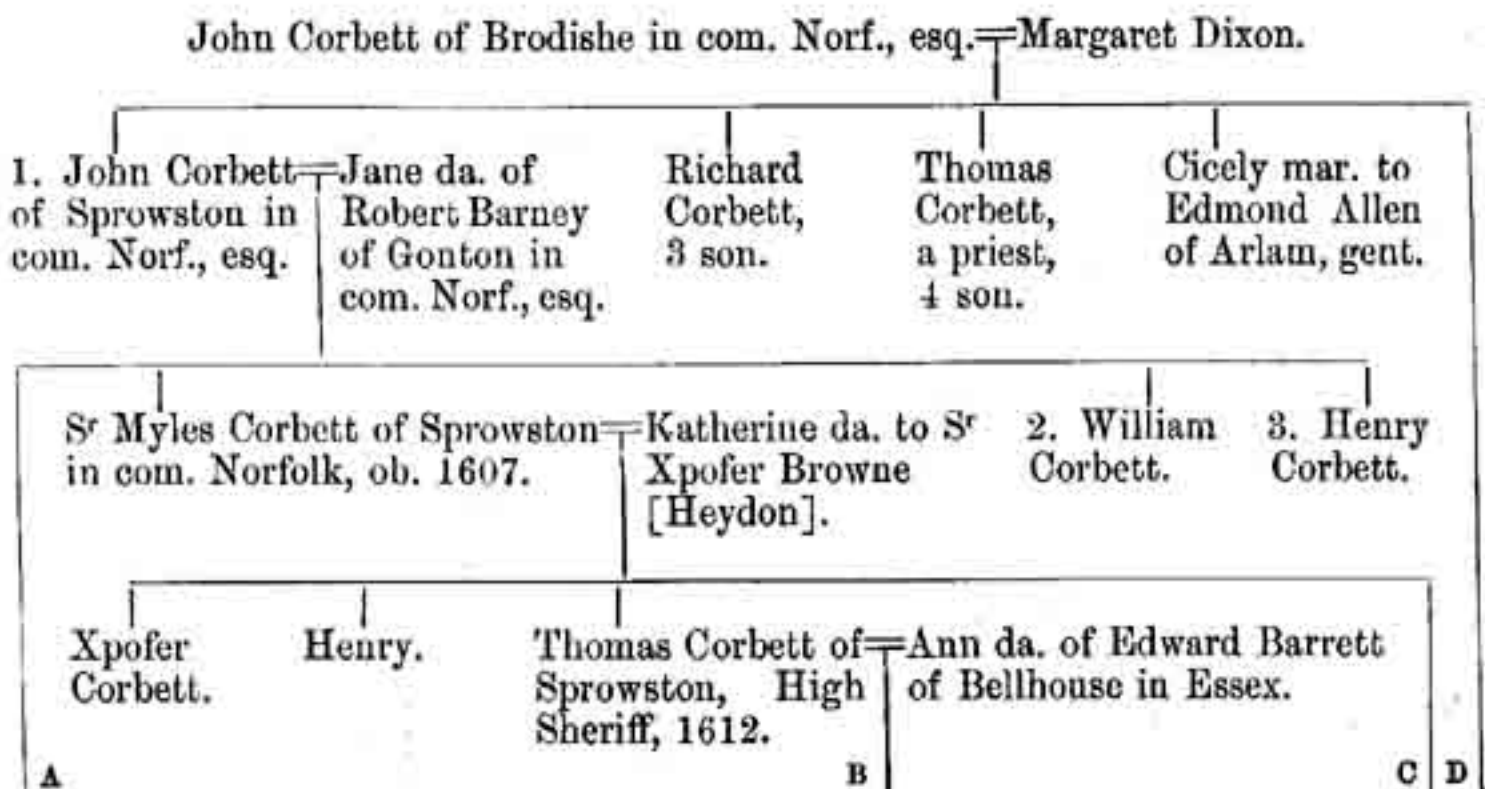 John Corbett of Brodishe in com. Norf., esq.=Margaret Dixon.
1. John Corbett=Jane da. of
of Sprowston in Robert Barney
com. Norf., esq. of Gonton in
com. Norf., esq.
Richard
Corbett,
3 son.
Thomas
Corbett,
a priest,
4 son.
Cicely mar. to
Edmond Allen
of Arlam, gent.
Sr Myles Corbett of Sprowston=Katherine da. to Sr
in com. Norfolk, ob. 1607. Xpofer Browne
[Heydon].
2. William
Corbett.
3. Henry
Corbett.
Xpofer
Corbett.
Henry.
Thomas Corbett of=Ann da. of Edward Barrett
Sprowston, High of Bellhouse in Essex.
Sheriff, 1612.
A B C D